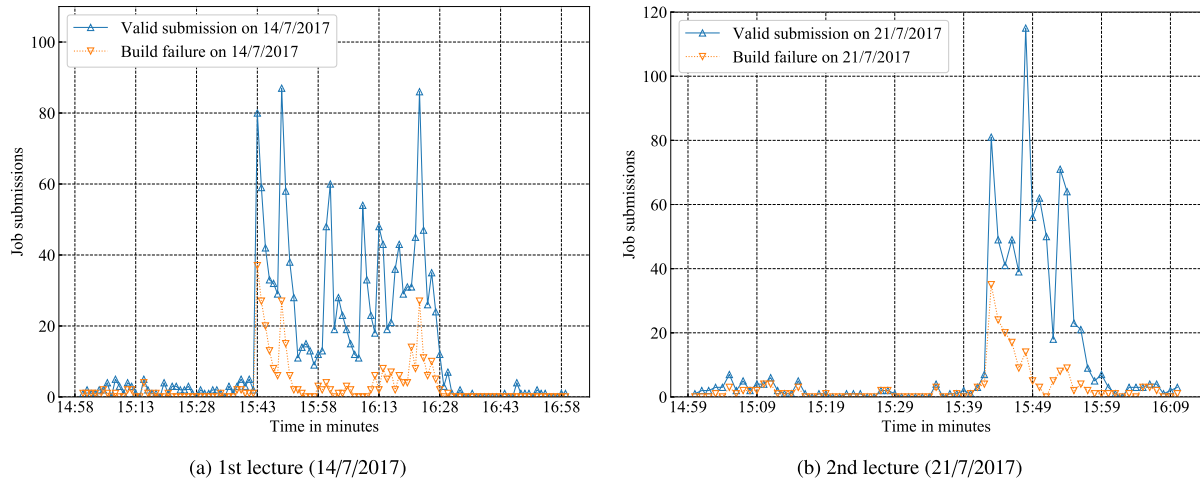 Valid submission on 14/7/2017
Build failure on 14/7/2017
100
80
60
40
20
0
Job submissions
14:58 15:13 15:28 15:43 15:58 16:13 16:28 16:43 16:58
Time in minutes
(a) 1st lecture (14/7/2017)
Valid submission on 21/7/2017
Build failure on 21/7/2017
120
100
80
60
40
20
0
Job submissions
14:59 15:09 15:19 15:29 15:39 15:49 15:59 16:09
Time in minutes
(b) 2nd lecture (21/7/2017)